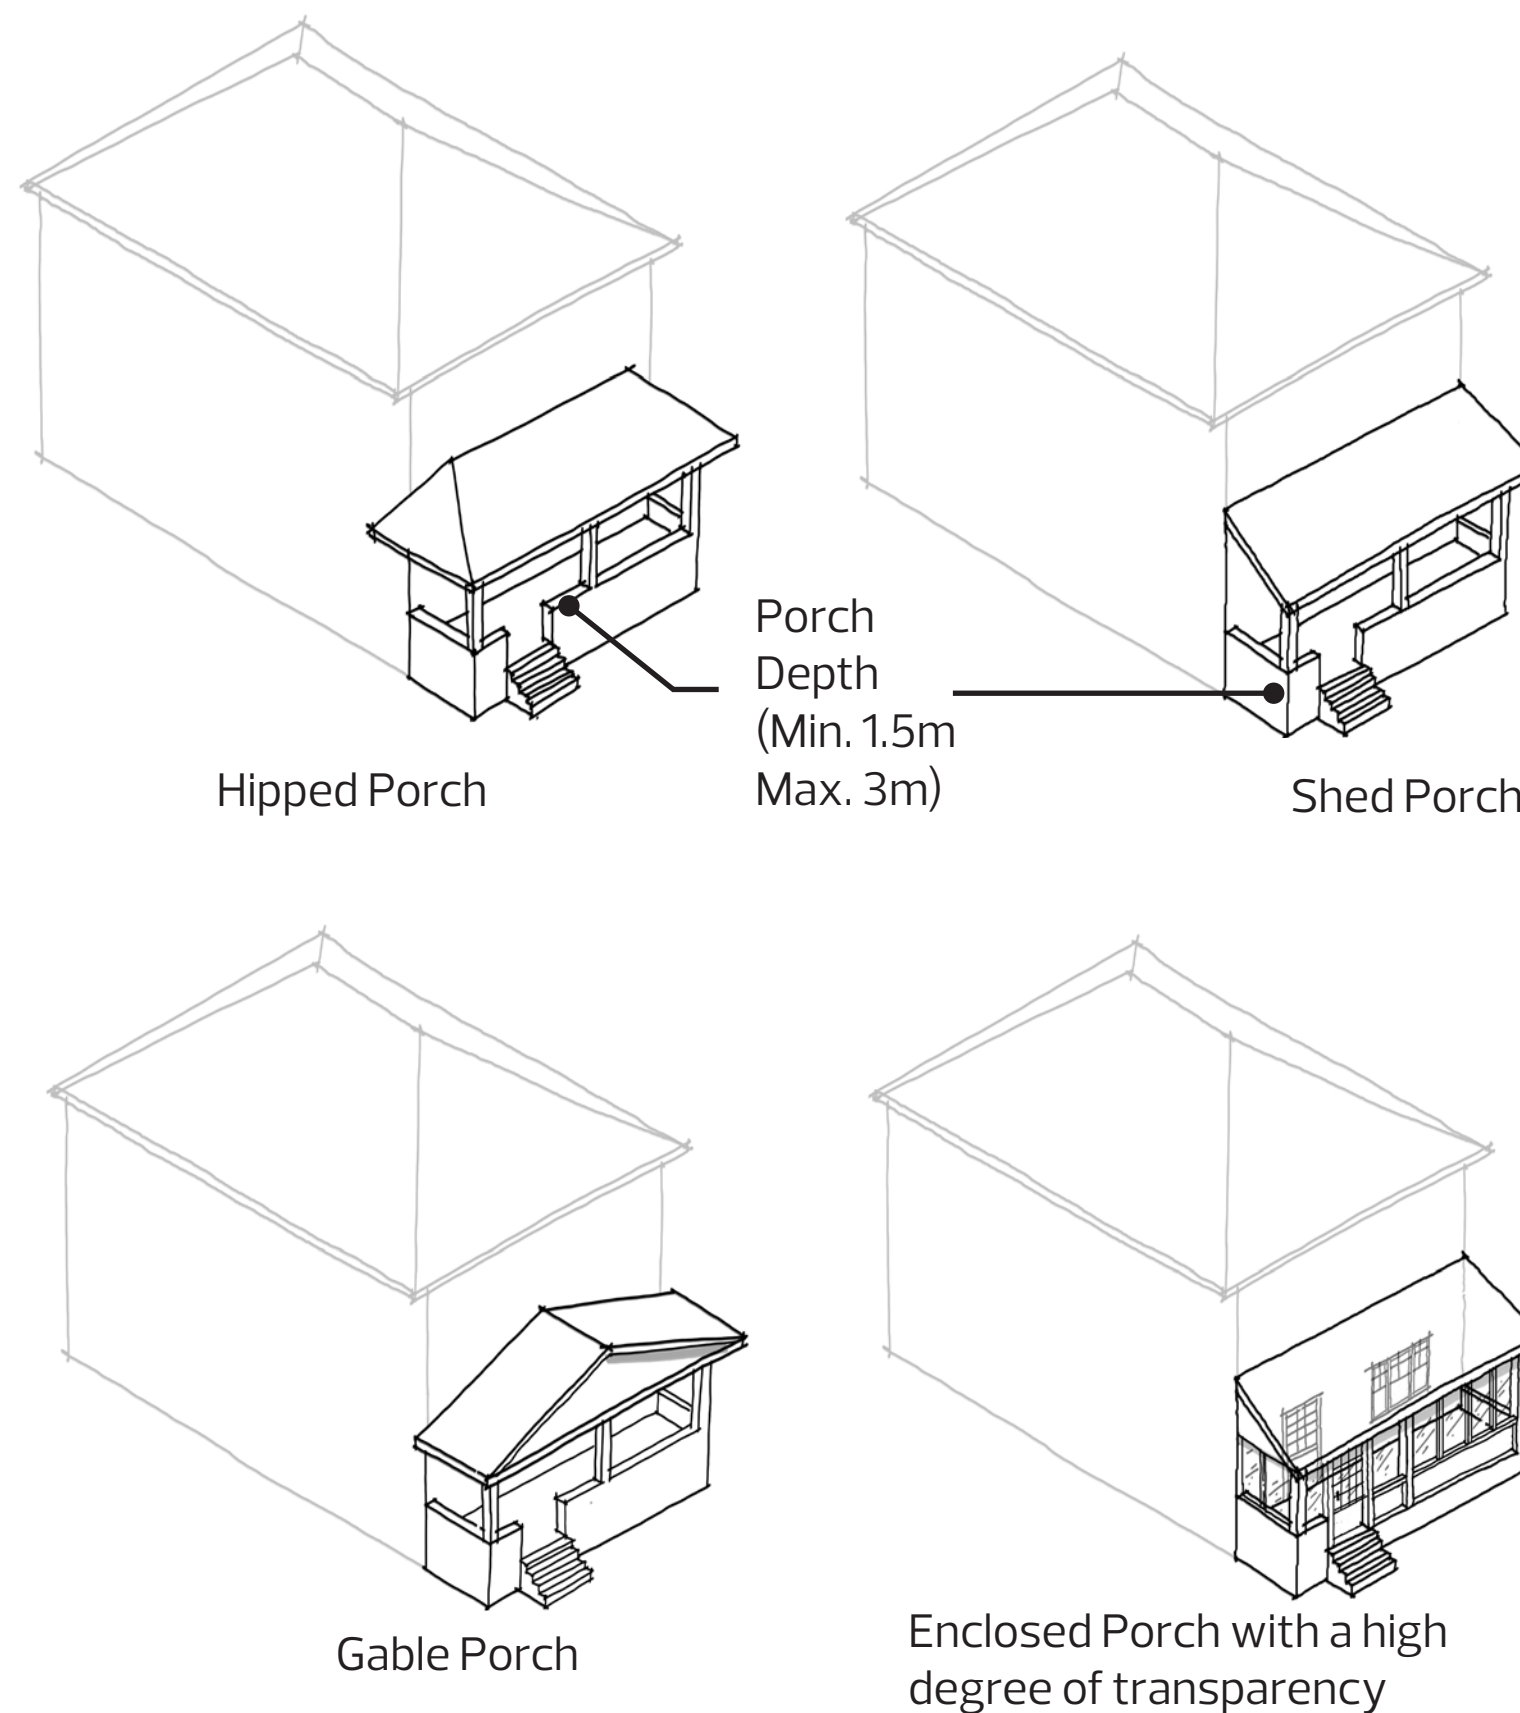 Porch
Depth
(Min. 1.5m
Max. 3m)
Hipped Porch
Shed Porch
Gable Porch
Enclosed Porch with a high
degree of transparency